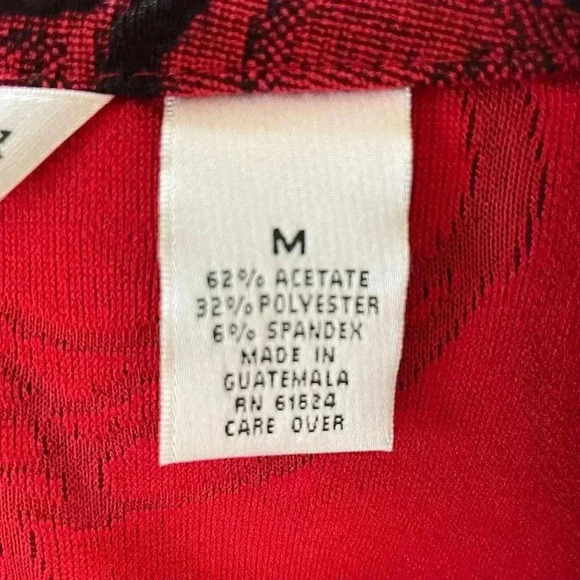 M
62% ACETATE
32% POLYESTER
6% SPANDEX
MADE IN
GUATEMALA
RN 61624
CARE OVER